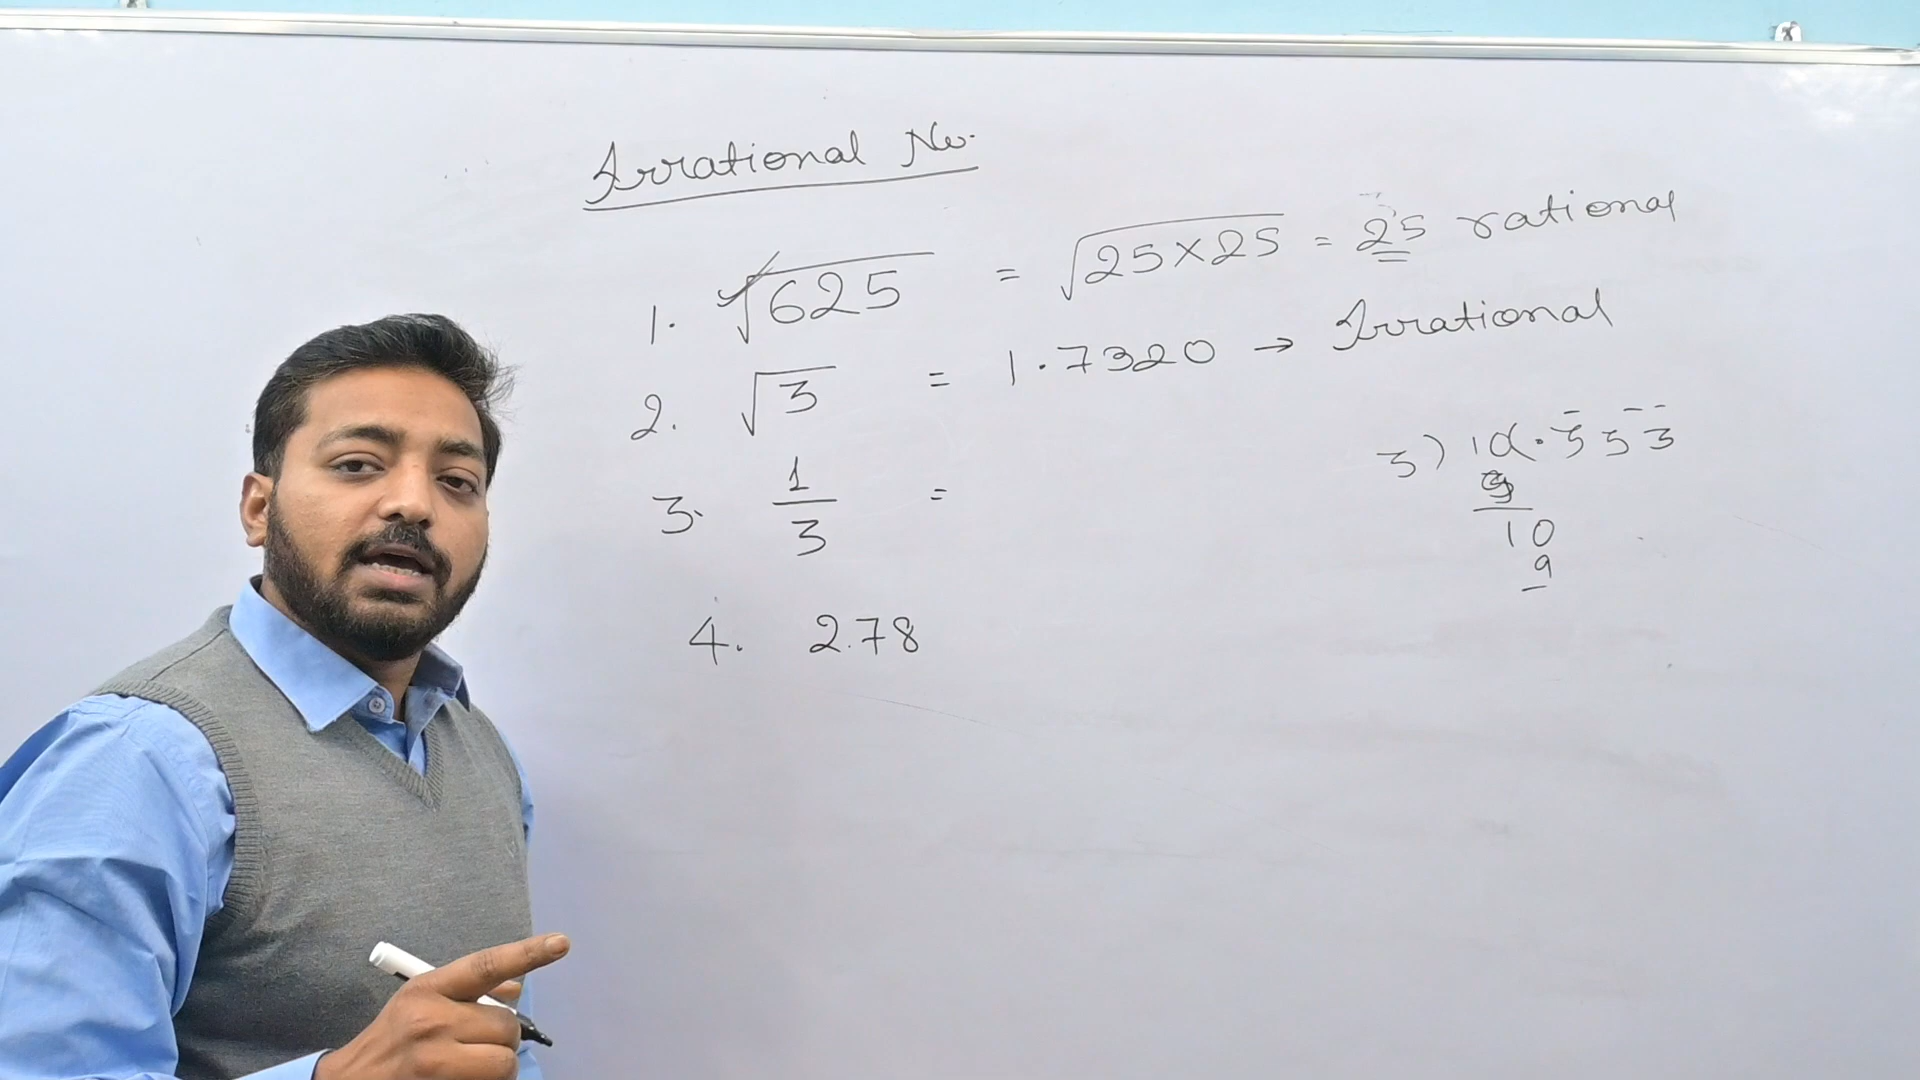 Irrational No.
1. √625 = √25×25 = 25 rational
2. √3 = 1.7320 → Irrational
3. 1/3 =
3) 10(.333
9
10
9
4. 2.78